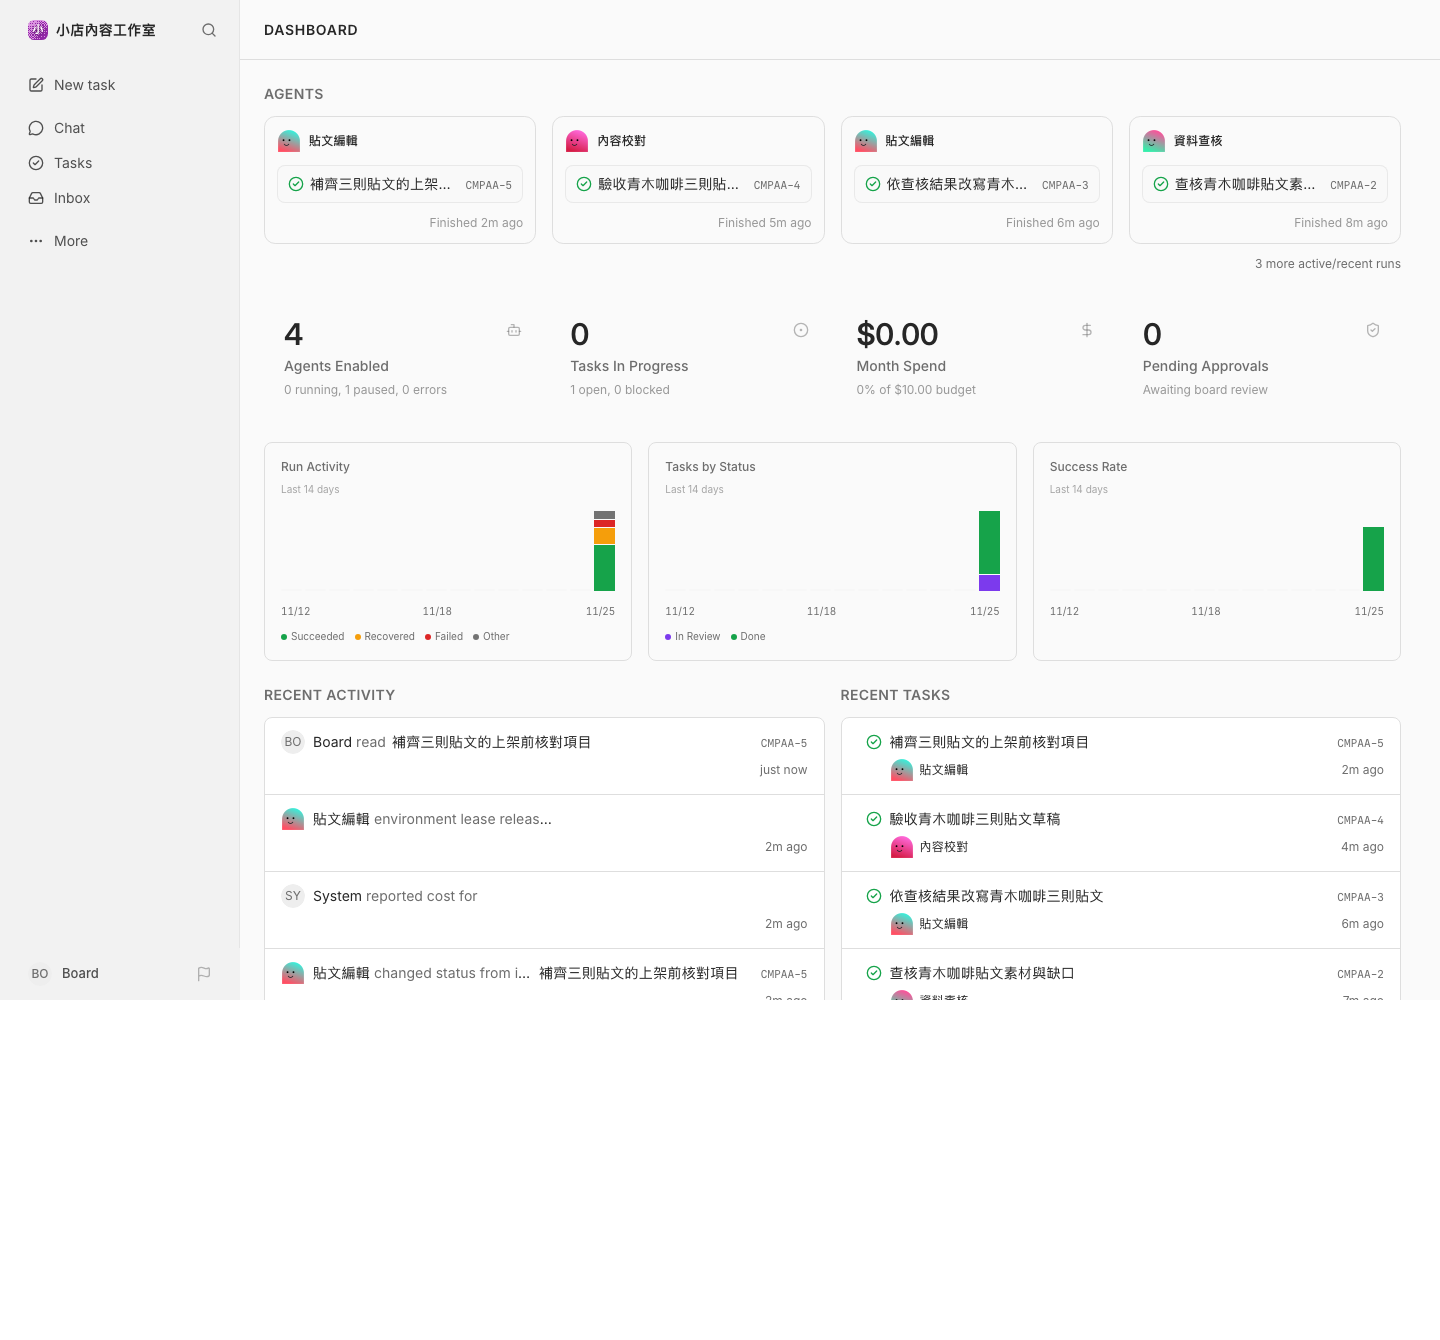 小店內容工作室
New task
Chat
Tasks
Inbox
More
BO Board
DASHBOARD
AGENTS
貼文編輯
補齊三則貼文的上架... CMPAA-5
Finished 2m ago
內容校對
驗收青木咖啡三則貼... CMPAA-4
Finished 5m ago
貼文編輯
依查核結果改寫青木... CMPAA-3
Finished 6m ago
資料查核
查核青木咖啡貼文素... CMPAA-2
Finished 8m ago
3 more active/recent runs
4
Agents Enabled
0 running, 1 paused, 0 errors
0
Tasks In Progress
1 open, 0 blocked
$0.00
Month Spend
0% of $10.00 budget
0
Pending Approvals
Awaiting board review
Run Activity
Last 14 days
11/12 11/18 11/25
Succeeded Recovered Failed Other
Tasks by Status
Last 14 days
11/12 11/18 11/25
In Review Done
Success Rate
Last 14 days
11/12 11/18 11/25
RECENT ACTIVITY
BO Board read 補齊三則貼文的上架前核對項目 CMPAA-5
just now
貼文編輯 environment lease releas...
2m ago
SY System reported cost for
2m ago
貼文編輯 changed status from i... 補齊三則貼文的上架前核對項目 CMPAA-5
2m ago
RECENT TASKS
補齊三則貼文的上架前核對項目 CMPAA-5
貼文編輯 2m ago
驗收青木咖啡三則貼文草稿 CMPAA-4
內容校對 4m ago
依查核結果改寫青木咖啡三則貼文 CMPAA-3
貼文編輯 6m ago
查核青木咖啡貼文素材與缺口 CMPAA-2
資料查核 7m ago